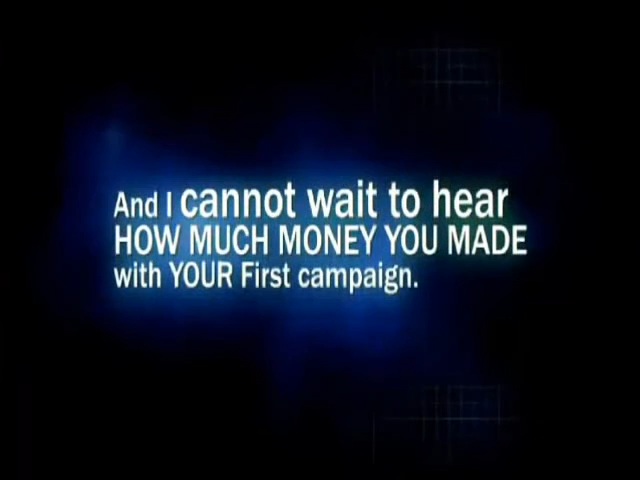 And I cannot wait to hear
HOW MUCH MONEY YOU MADE
with YOUR First campaign.